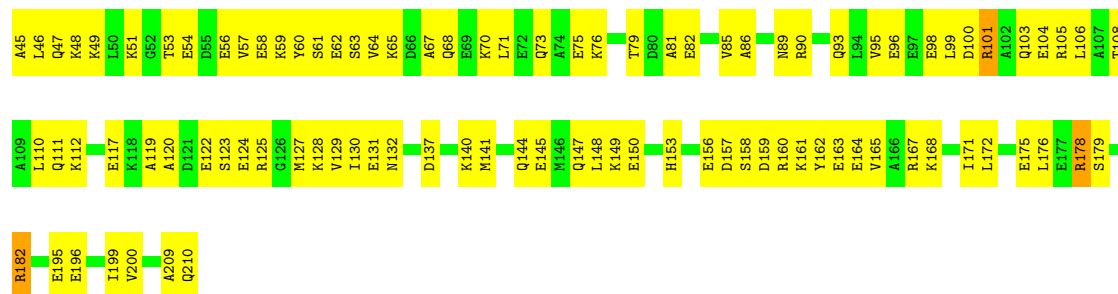 A45 L46 Q47 K48 K49 L50 K51 G52 T53 E54 D55 E56 V57 E58 K59 Y60 S61 E62 S63 V64 K65 D66 A67 Q68 E69 K70 L71 E72 Q73 A74 E75 K76 T79 D80 A81 E82 V85 A86 N89 R90 Q93 L94 V95 E96 E97 E98 L99 D100 R101 A102 Q103 E104 R105 L106 A107 T108
A109 L110 Q111 K112 E117 K118 A119 A120 D121 E122 S123 E124 R125 G126 M127 K128 V129 I130 E131 N132 D137 K140 M141 Q144 E145 M146 Q147 L148 K149 E150 H153 E156 D157 S158 D159 R160 K161 Y162 E163 E164 V165 A166 R167 K168 I171 L172 E175 L176 E177 R178 S179
R182 E195 E196 I199 V200 A209 Q210